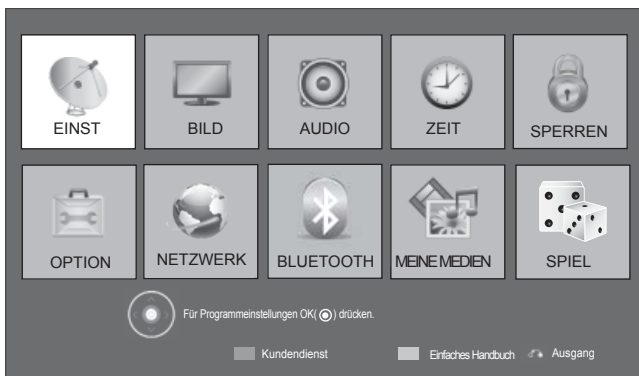 EINST BILD AUDIO ZEIT SPERREN
OPTION NETZWERK BLUETOOTH MEINE MEDIEN SPIEL
Für Programmeinstellungen OK(◉) drücken.
Kundendienst Einfaches Handbuch Ausgang